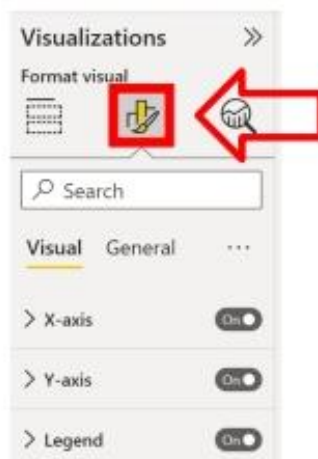 Visualizations
Format visual
Search
Visual General ...
X-axis On
Y-axis On
Legend On